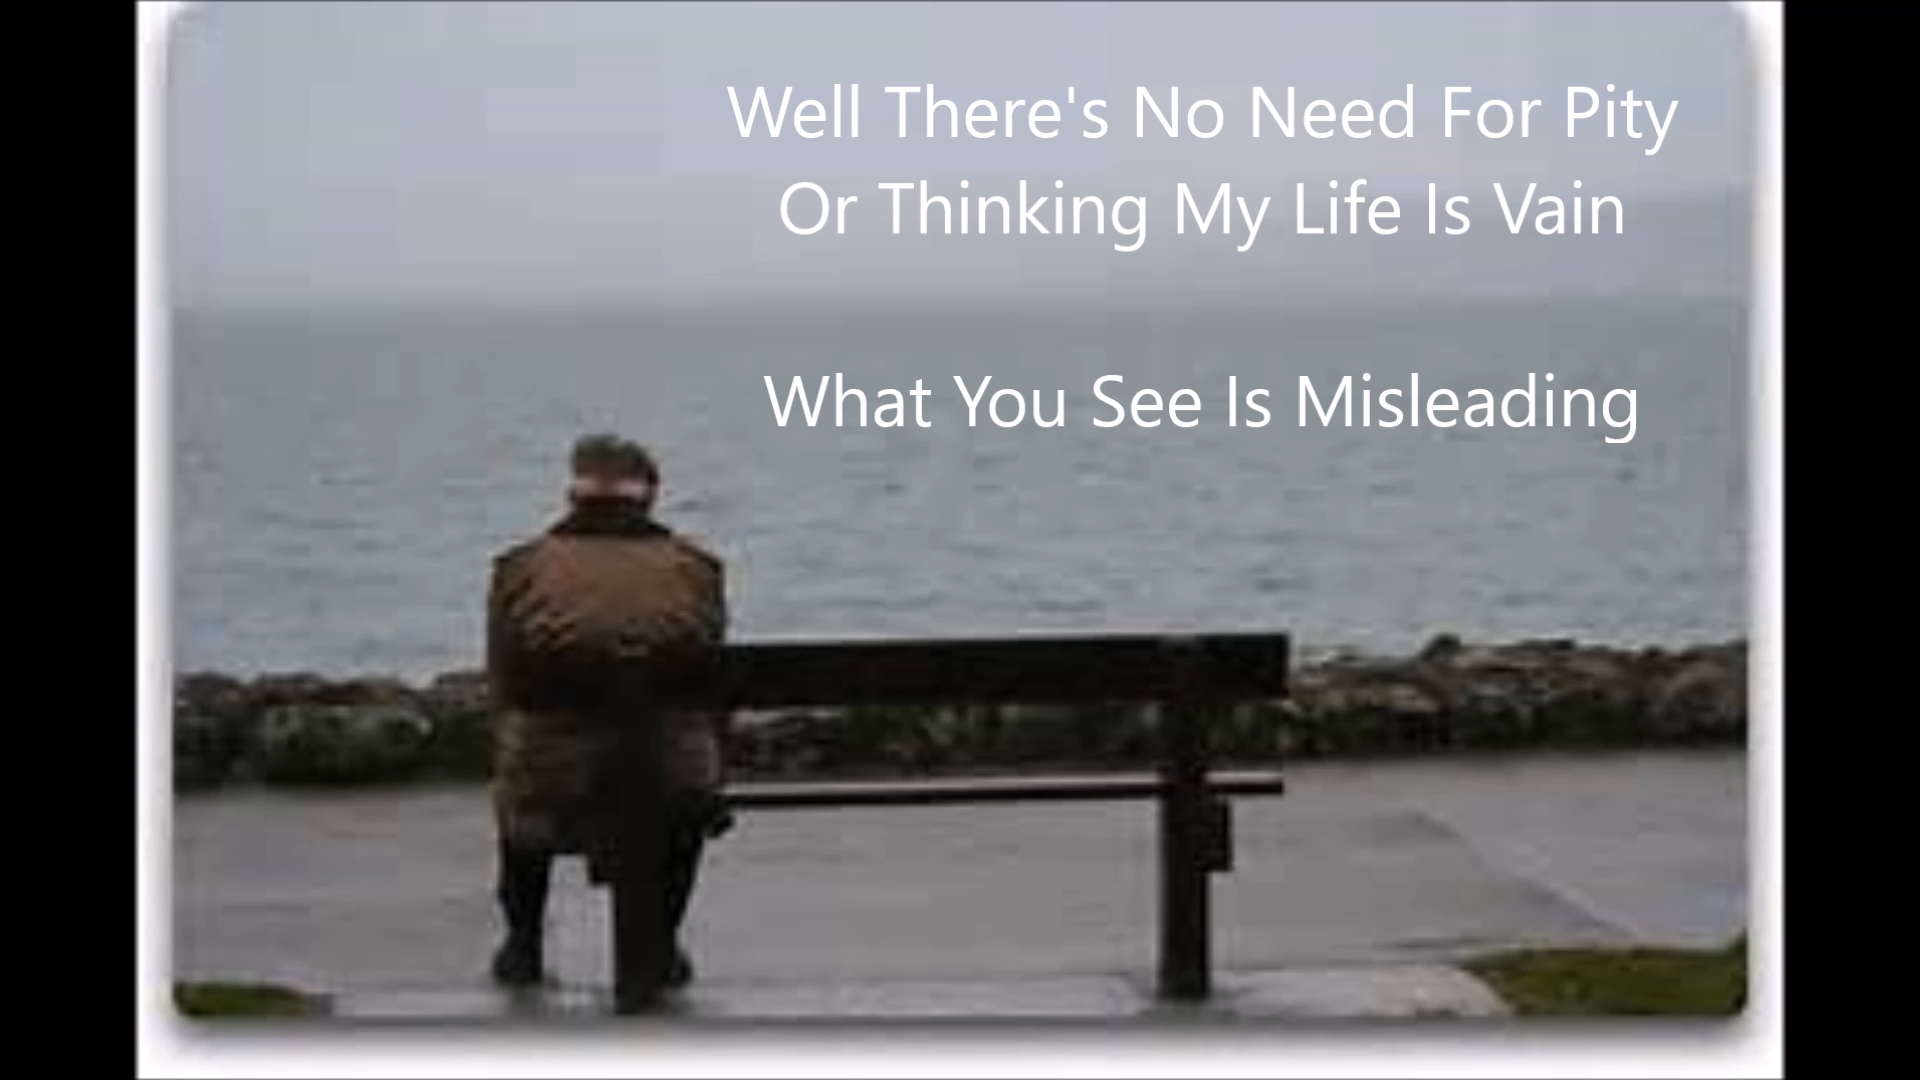 Well There's No Need For Pity
Or Thinking My Life Is Vain
What You See Is Misleading